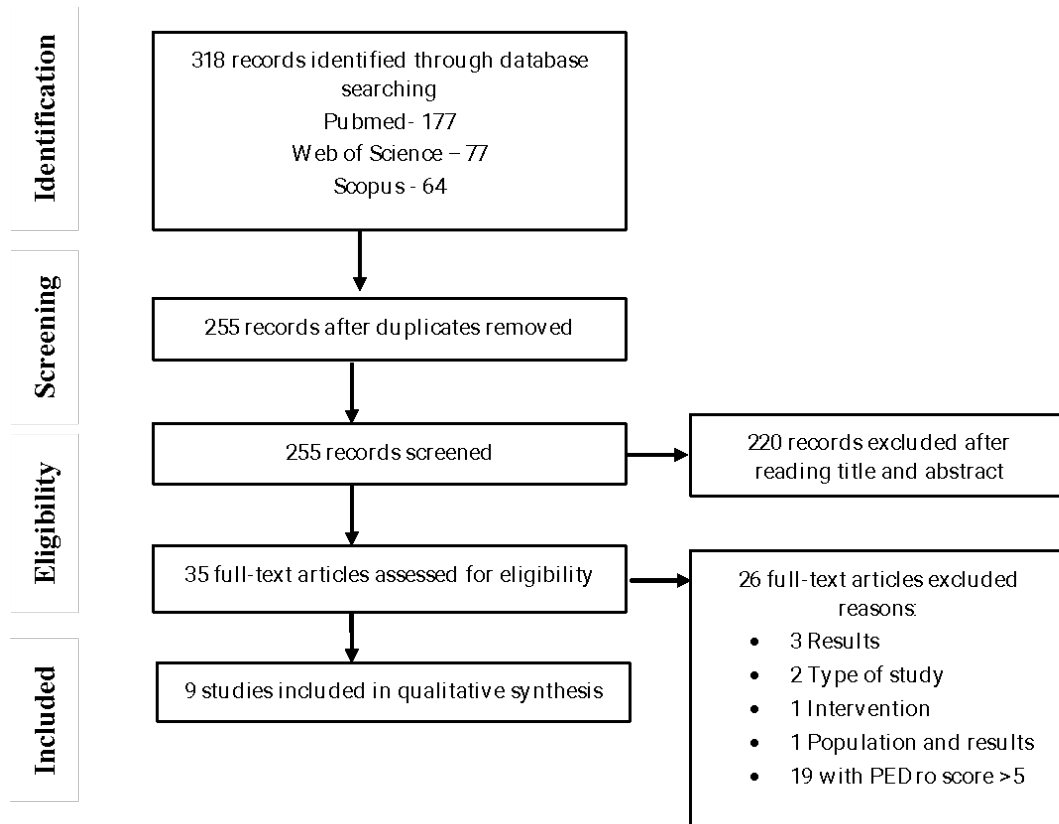 Identification
318 records identified through database
searching
Pubmed- 177
Web of Science – 77
Scopus - 64
Screening
255 records after duplicates removed
Eligibility
255 records screened
220 records excluded after
reading title and abstract
35 full-text articles assessed for eligibility
26 full-text articles excluded
reasons:
• 3 Results
• 2 Type of study
• 1 Intervention
• 1 Population and results
• 19 with PEDro score >5
Included
9 studies included in qualitative synthesis